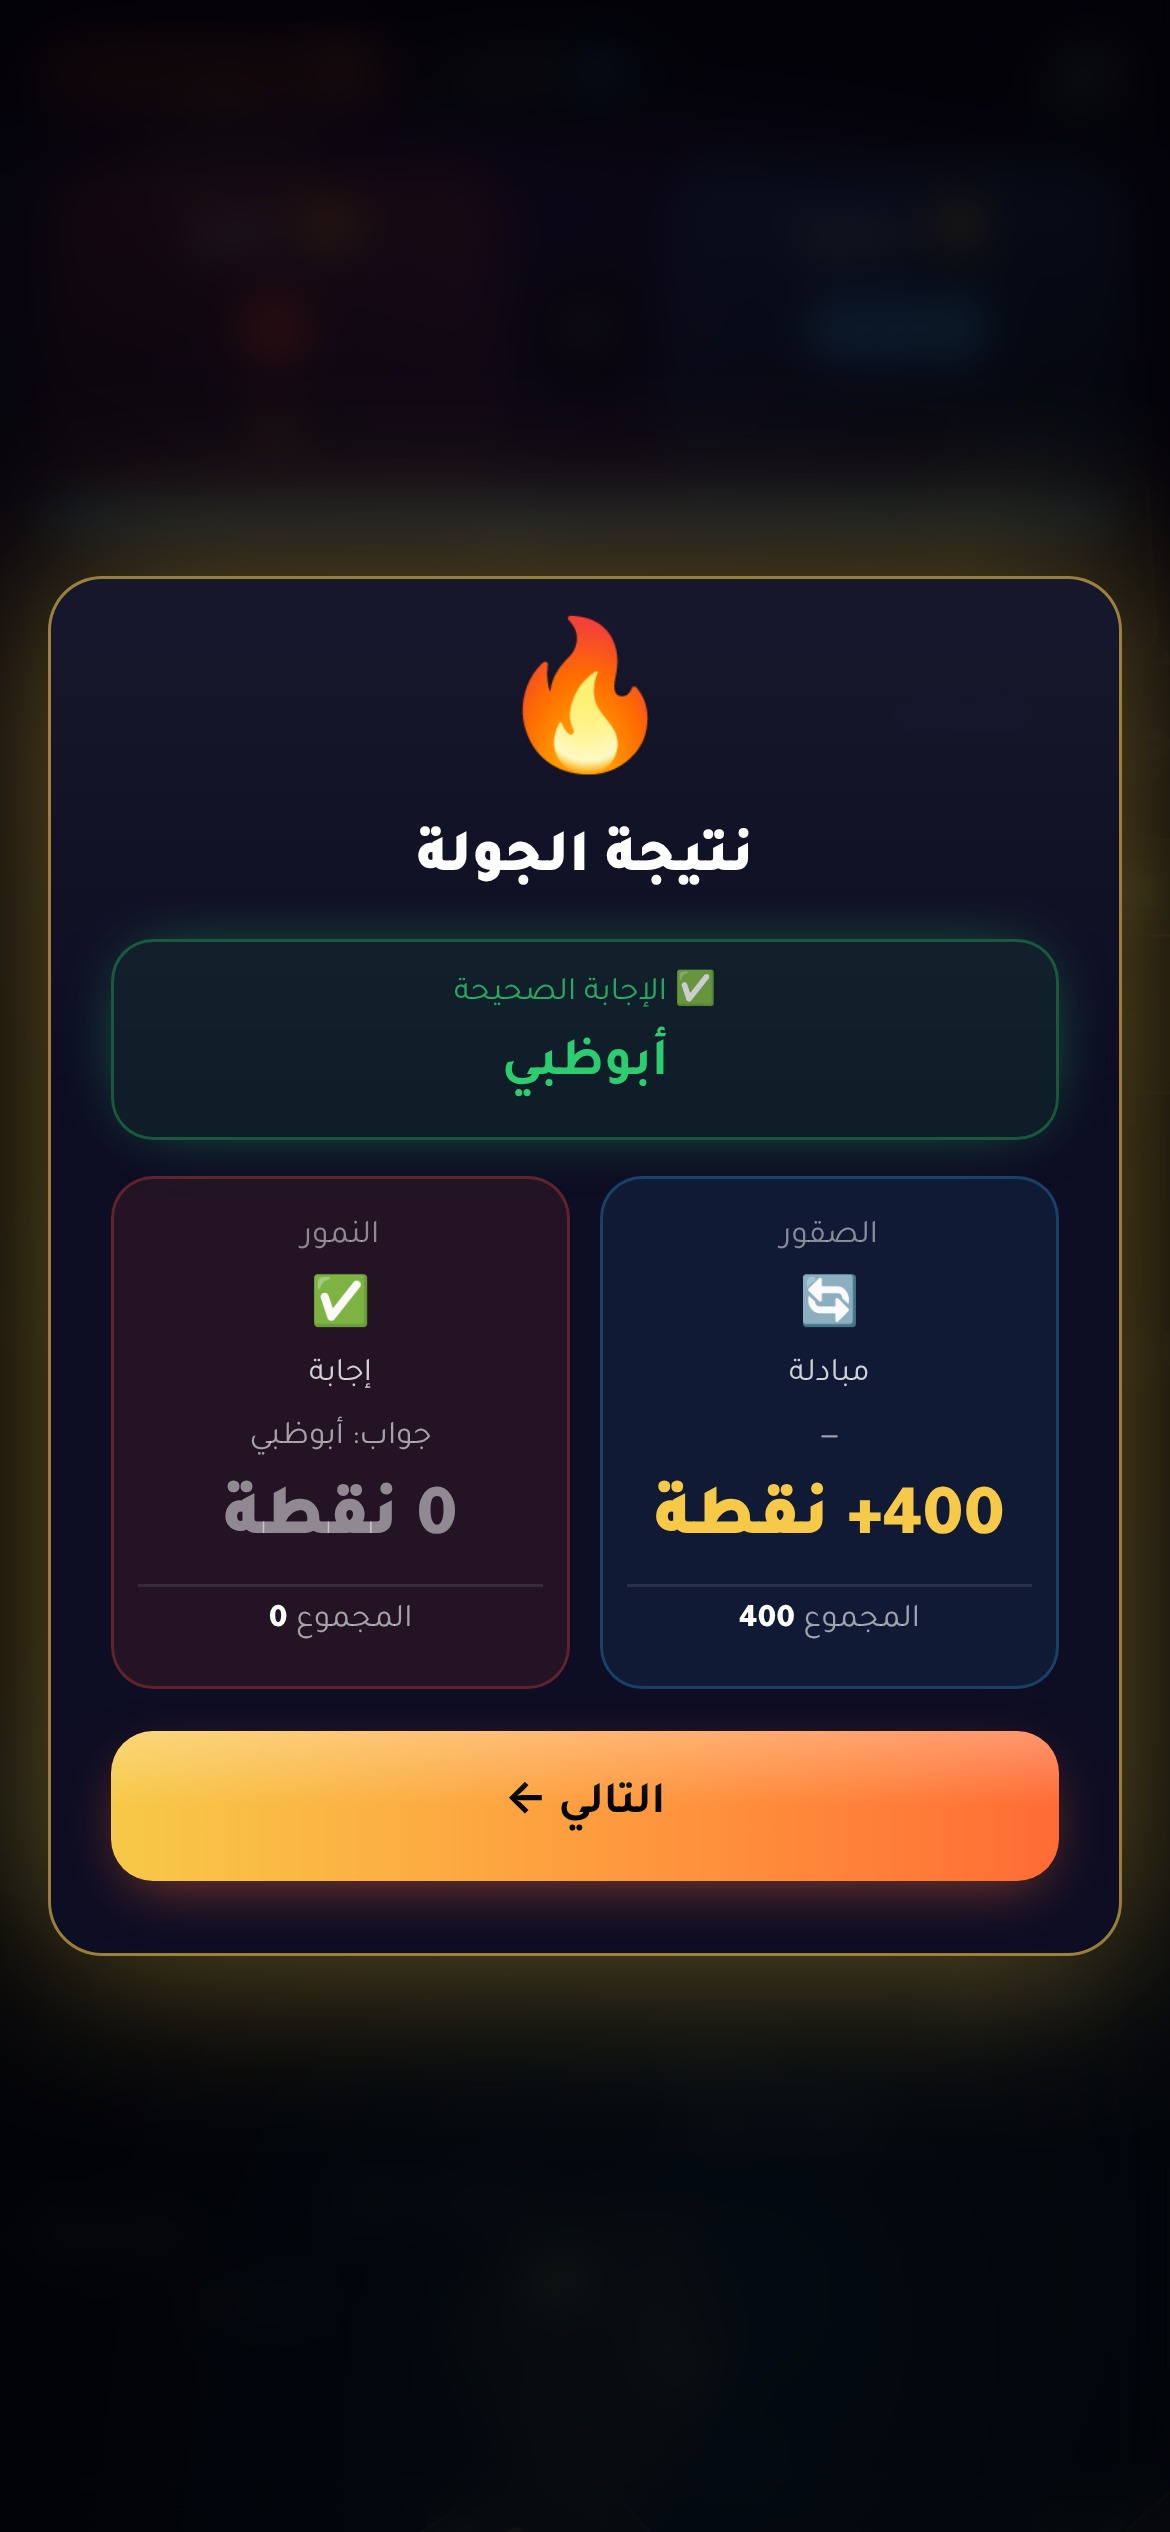 نتيجة الجولة
✅ الإجابة الصحيحة
أبوظبي
الصقور
مبادلة
—
+400 نقطة
المجموع 400
النمور
إجابة
جواب: أبوظبي
0 نقطة
المجموع 0
التالي ←